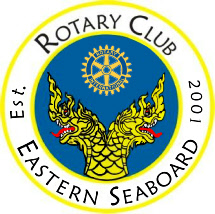 ROTARY CLUB
Est.
2001
EASTERN SEABOARD